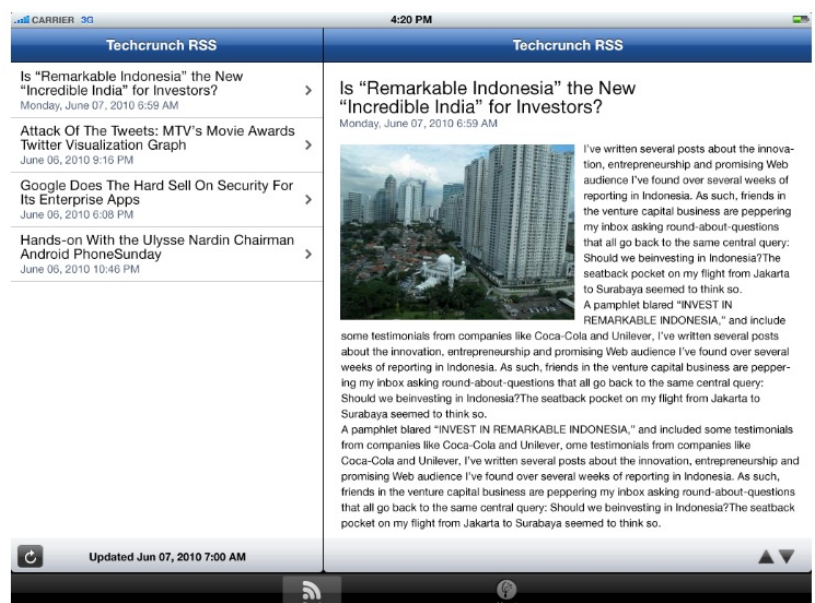 CARRIER 3G
4:20 PM
Techcrunch RSS
Is “Remarkable Indonesia” the New
“Incredible India” for Investors?
Monday, June 07, 2010 6:59 AM
Attack Of The Tweets: MTV’s Movie Awards
Twitter Visualization Graph
June 06, 2010 9:16 PM
Google Does The Hard Sell On Security For
Its Enterprise Apps
June 06, 2010 6:08 PM
Hands-on With the Ulysse Nardin Chairman
Android PhoneSunday
June 06, 2010 10:46 PM
Updated Jun 07, 2010 7:00 AM
Techcrunch RSS
Is “Remarkable Indonesia” the New
“Incredible India” for Investors?
Monday, June 07, 2010 6:59 AM
I’ve written several posts about the innova-
tion, entrepreneurship and promising Web
audience I’ve found over several weeks of
reporting in Indonesia. As such, friends in
the venture capital business are peppering
my inbox asking round-about-questions
that all go back to the same central query:
Should we beinvesting in Indonesia?The
seatback pocket on my flight from Jakarta
to Surabaya seemed to think so.
A pamphlet blared “INVEST IN
REMARKABLE INDONESIA,” and include
some testimonials from companies like Coca-Cola and Unilever, I’ve written several posts
about the innovation, entrepreneurship and promising Web audience I’ve found over several
weeks of reporting in Indonesia. As such, friends in the venture capital business are pepper-
ing my inbox asking round-about-questions that all go back to the same central query:
Should we beinvesting in Indonesia?The seatback pocket on my flight from Jakarta to
Surabaya seemed to think so.
A pamphlet blared “INVEST IN REMARKABLE INDONESIA,” and included some testimonials
from companies like Coca-Cola and Unilever, ome testimonials from companies like
Coca-Cola and Unilever, I’ve written several posts about the innovation, entrepreneurship and
promising Web audience I’ve found over several weeks of reporting in Indonesia. As such,
friends in the venture capital business are peppering my inbox asking round-about-questions
that all go back to the same central query: Should we beinvesting in Indonesia?The seatback
pocket on my flight from Jakarta to Surabaya seemed to think so.